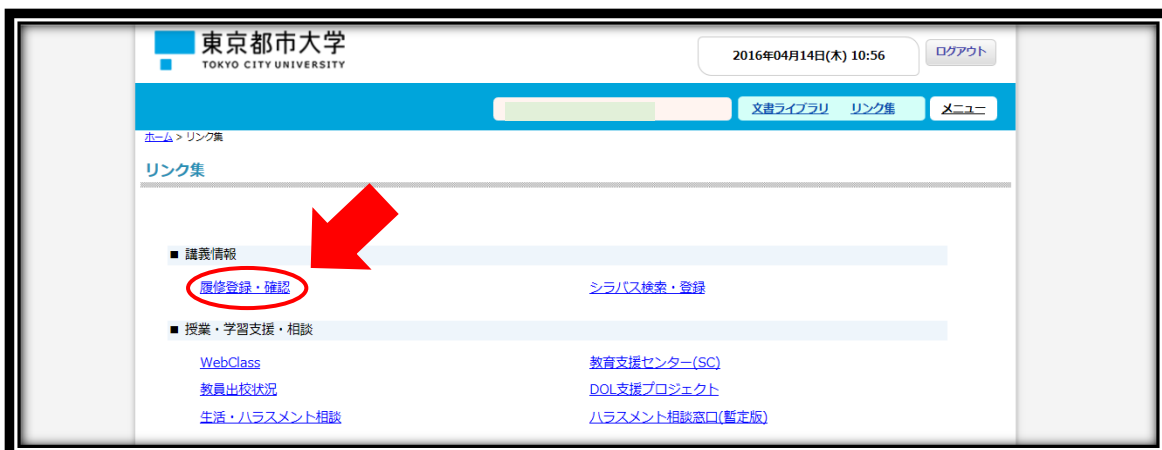 東京都市大学
TOKYO CITY UNIVERSITY
2016年04月14日(木) 10:56
ログアウト
文書ライブラリ リンク集 メニュー
ホーム > リンク集
リンク集
■ 講義情報
履修登録・確認 シラバス検索・登録
■ 授業・学習支援・相談
WebClass 教育支援センター(SC)
教員出校状況 DOL支援プロジェクト
生活・ハラスメント相談 ハラスメント相談窓口(暫定版)